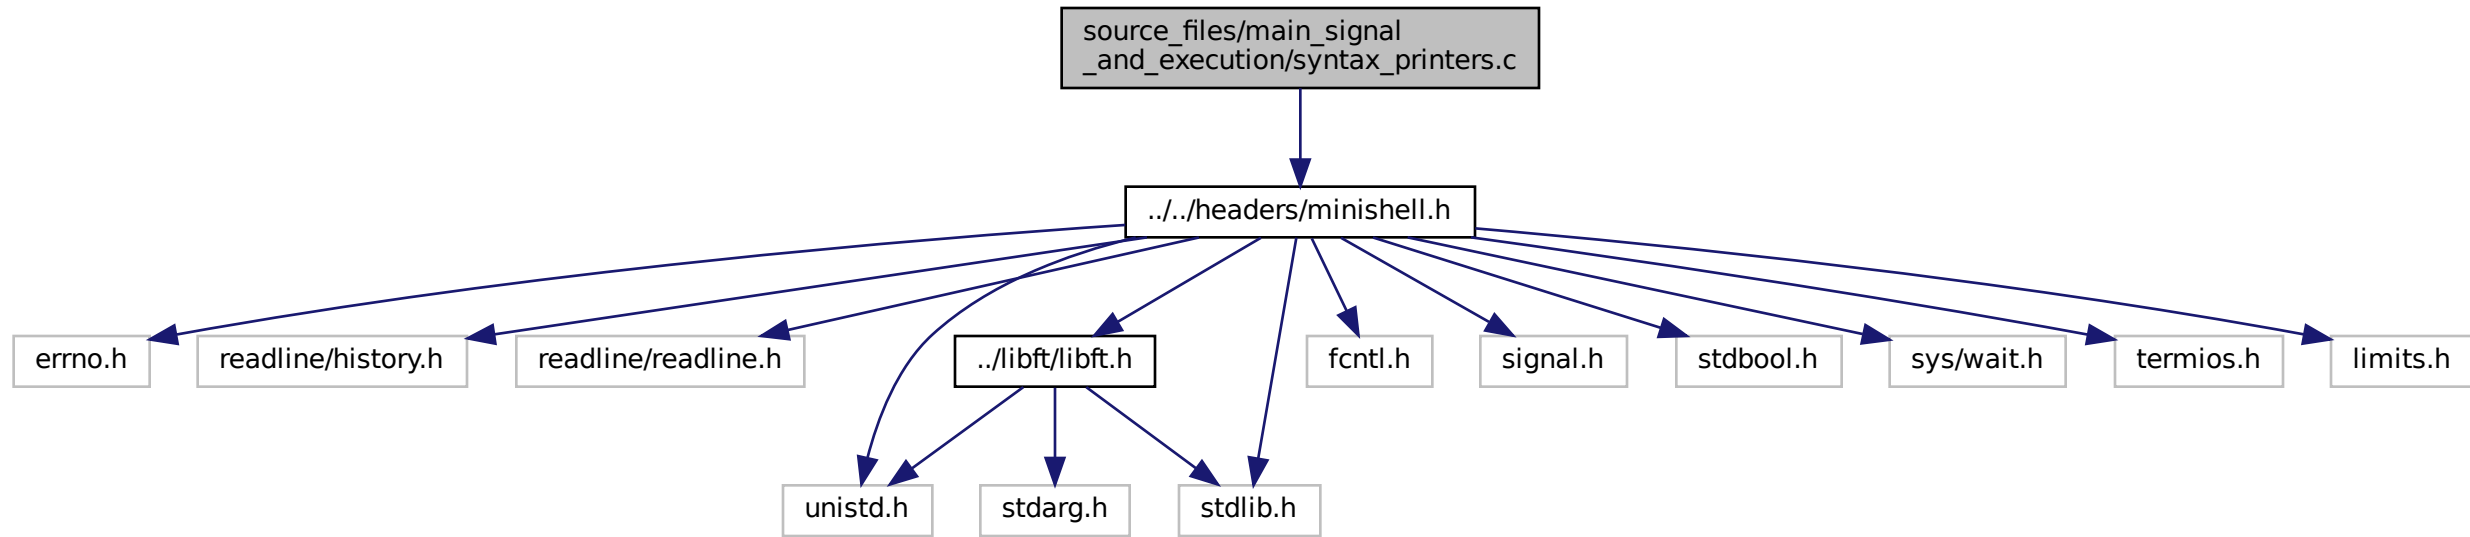 source_files/main_signal
_and_execution/syntax_printers.c
../../headers/minishell.h
errno.h
readline/history.h
readline/readline.h
../libft/libft.h
fcntl.h
signal.h
stdbool.h
sys/wait.h
termios.h
limits.h
unistd.h
stdarg.h
stdlib.h